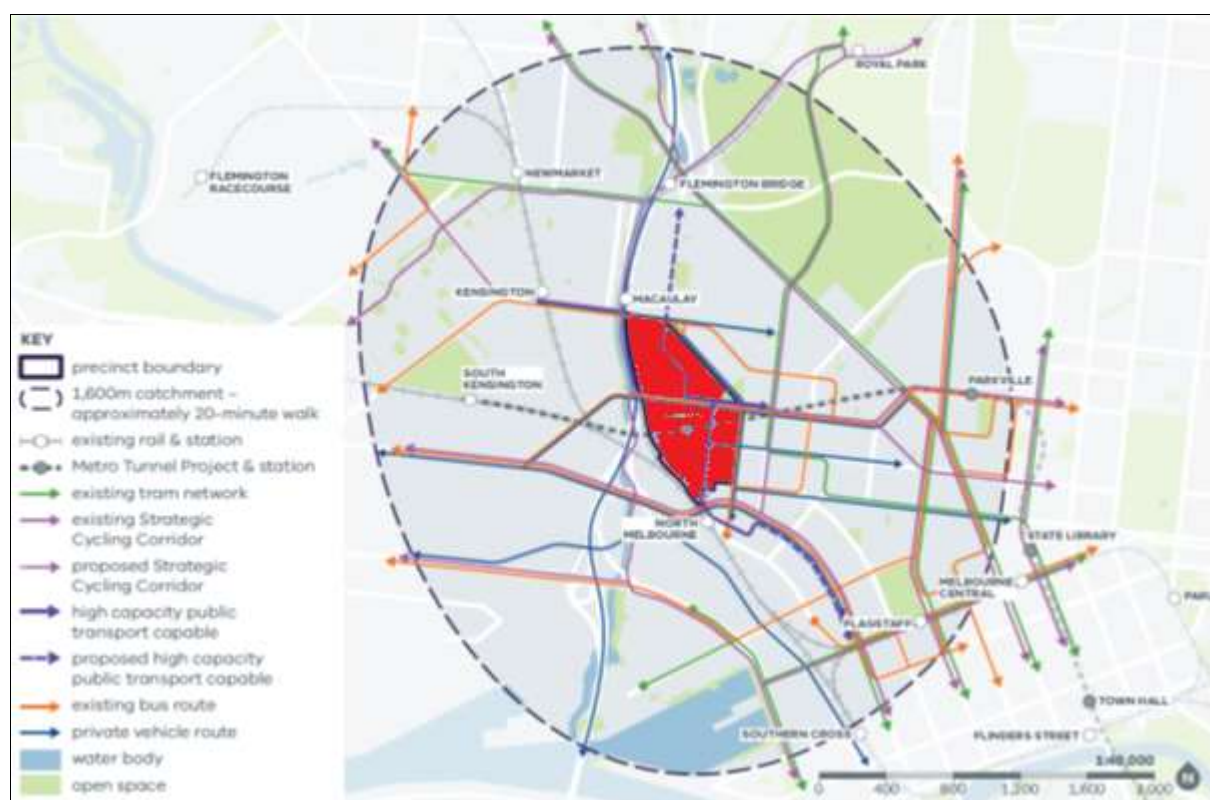 ROYAL PARK
FLEMINGTON
RACECOURSE
NEWMARKET
FLEMINGTON BRIDGE
KENSINGTON
MACAULAY
SOUTH
KENSINGTON
PARKVILLE
NORTH
MELBOURNE
STATE LIBRARY
MELBOURNE
CENTRAL
FLAGSTAFF
TOWN HALL
SOUTHERN CROSS
FLINDERS STREET
KEY
precinct boundary
1,600m catchment –
approximately 20-minute walk
existing rail & station
Metro Tunnel Project & station
existing tram network
existing Strategic
Cycling Corridor
proposed Strategic
Cycling Corridor
high capacity public
transport capable
proposed high capacity
public transport capable
existing bus route
private vehicle route
water body
open space
0 400 800 1,200 1,600
N